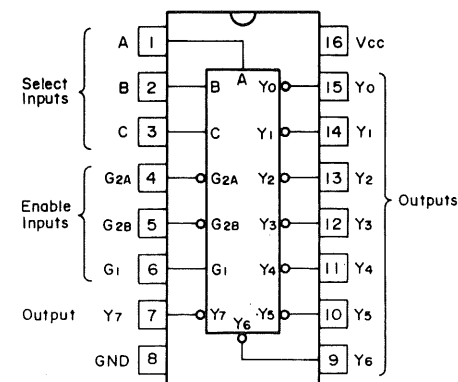 A 1 A 16 Vcc
Select Inputs
B 2 B Y0 15 Y0
C 3 C Y1 14 Y1
G2A 4 G2A Y2 13 Y2
Outputs
Enable Inputs
G2B 5 G2B Y3 12 Y3
G1 6 G1 Y4 11 Y4
Output Y7 7 Y7 Y5 10 Y5
Y6
GND 8 9 Y6